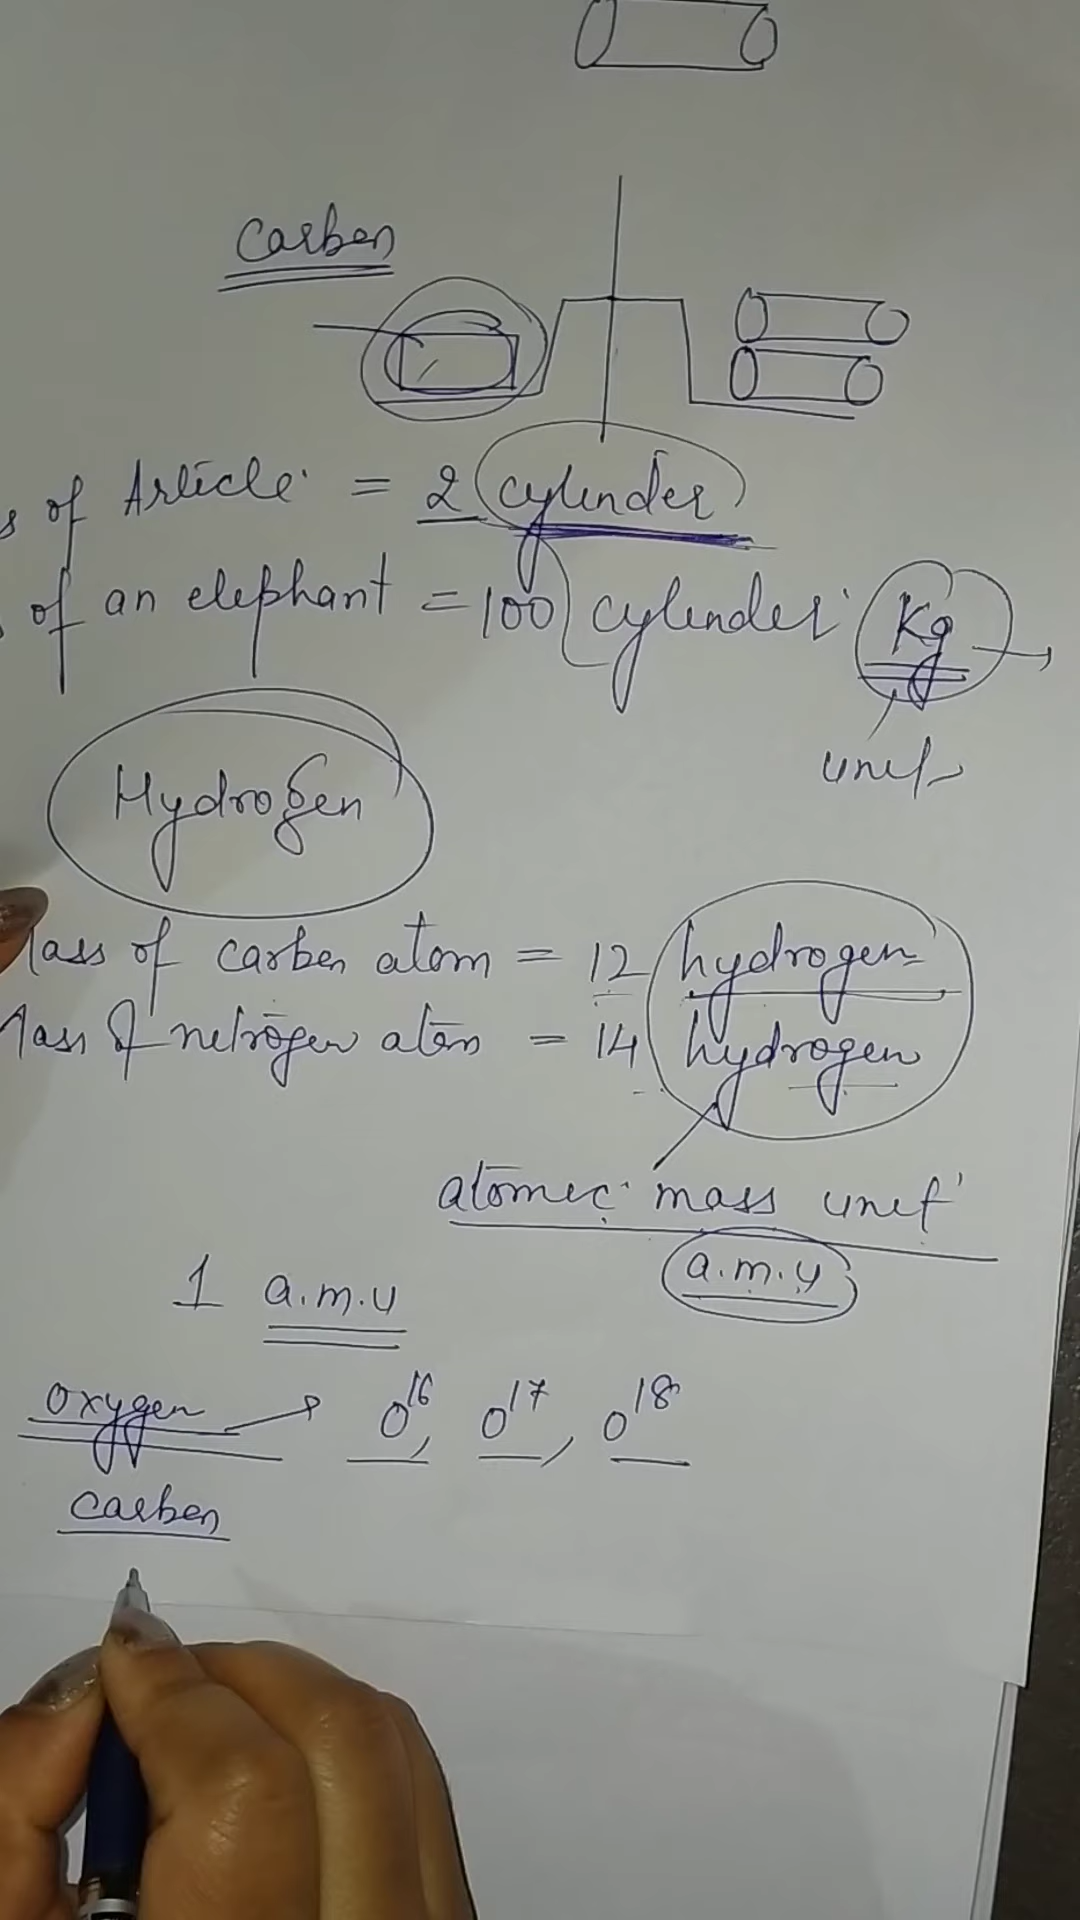 Carbon
of Article = 2 cylinder
of an elephant = 100 cylinder Kg
unit
Hydrogen
Mass of carbon atom = 12 hydrogen
Mass of nitrogen atom = 14 hydrogen
atomic mass unit
a.m.u
1 a.m.u
oxygen → O16, O17, O18
carbon